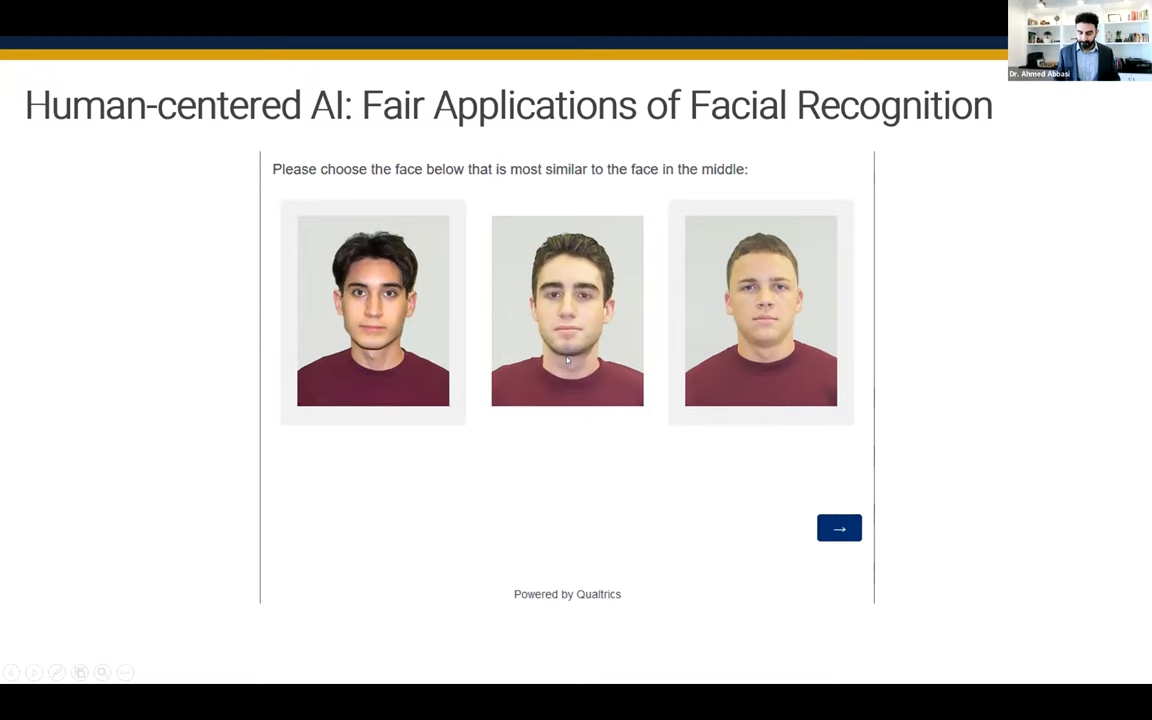 Dr. Ahmed Abbasi
Human-centered AI: Fair Applications of Facial Recognition
Please choose the face below that is most similar to the face in the middle:
→
Powered by Qualtrics